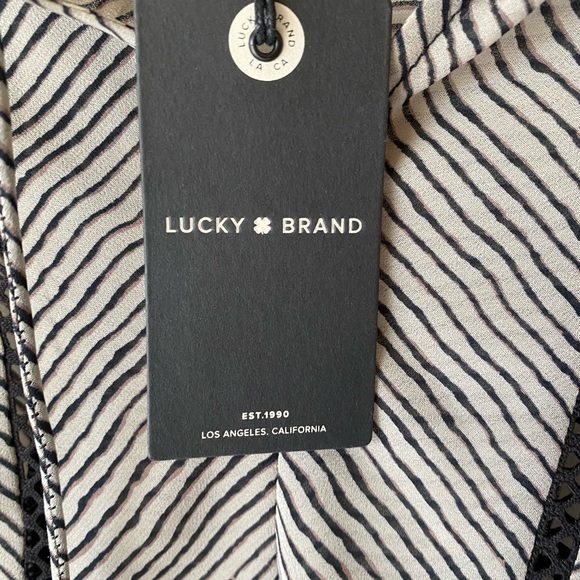 LUCKY BRAND
LA CA
LUCKY BRAND
EST.1990
LOS ANGELES, CALIFORNIA